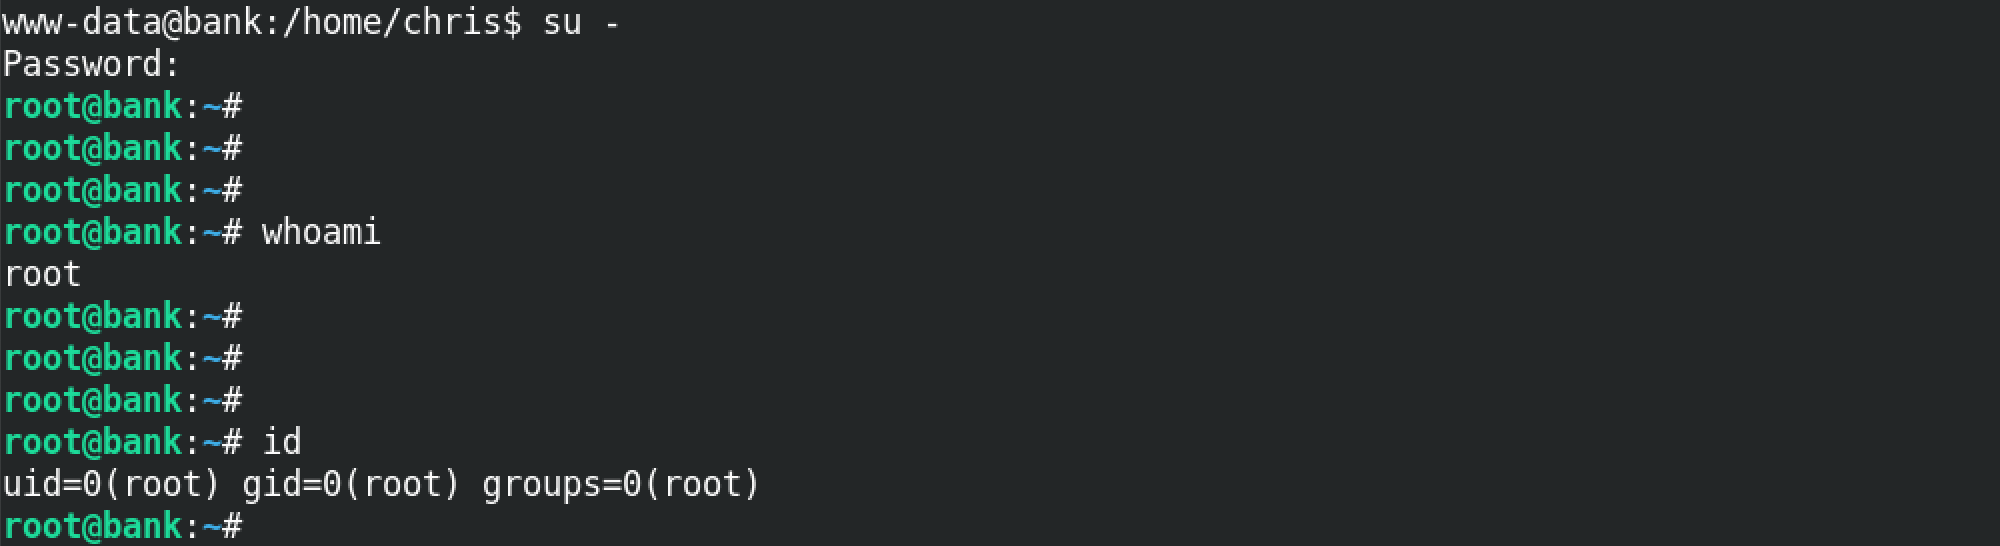 www-data@bank:/home/chris$ su -
Password:
root@bank:~#
root@bank:~#
root@bank:~#
root@bank:~# whoami
root
root@bank:~#
root@bank:~#
root@bank:~#
root@bank:~# id
uid=0(root) gid=0(root) groups=0(root)
root@bank:~#